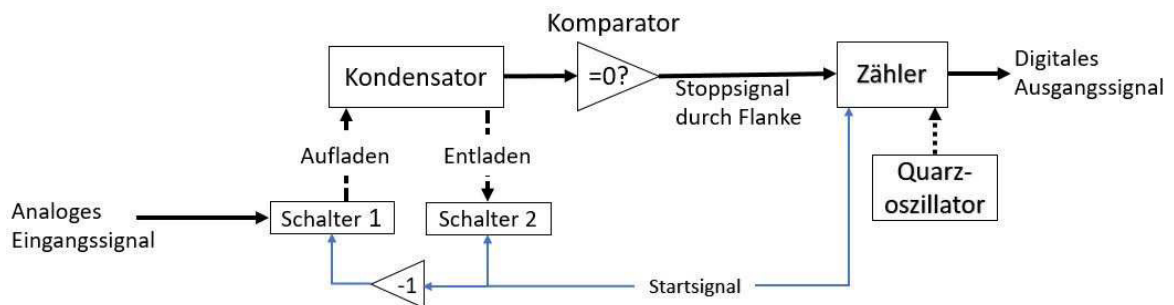 Komparator
Kondensator
=0?
Zähler
Digitales
Ausgangssignal
Stoppsignal
durch Flanke
Aufladen
Entladen
Quarz-
oszillator
Analoges
Eingangssignal
Schalter 1
Schalter 2
-1
Startsignal